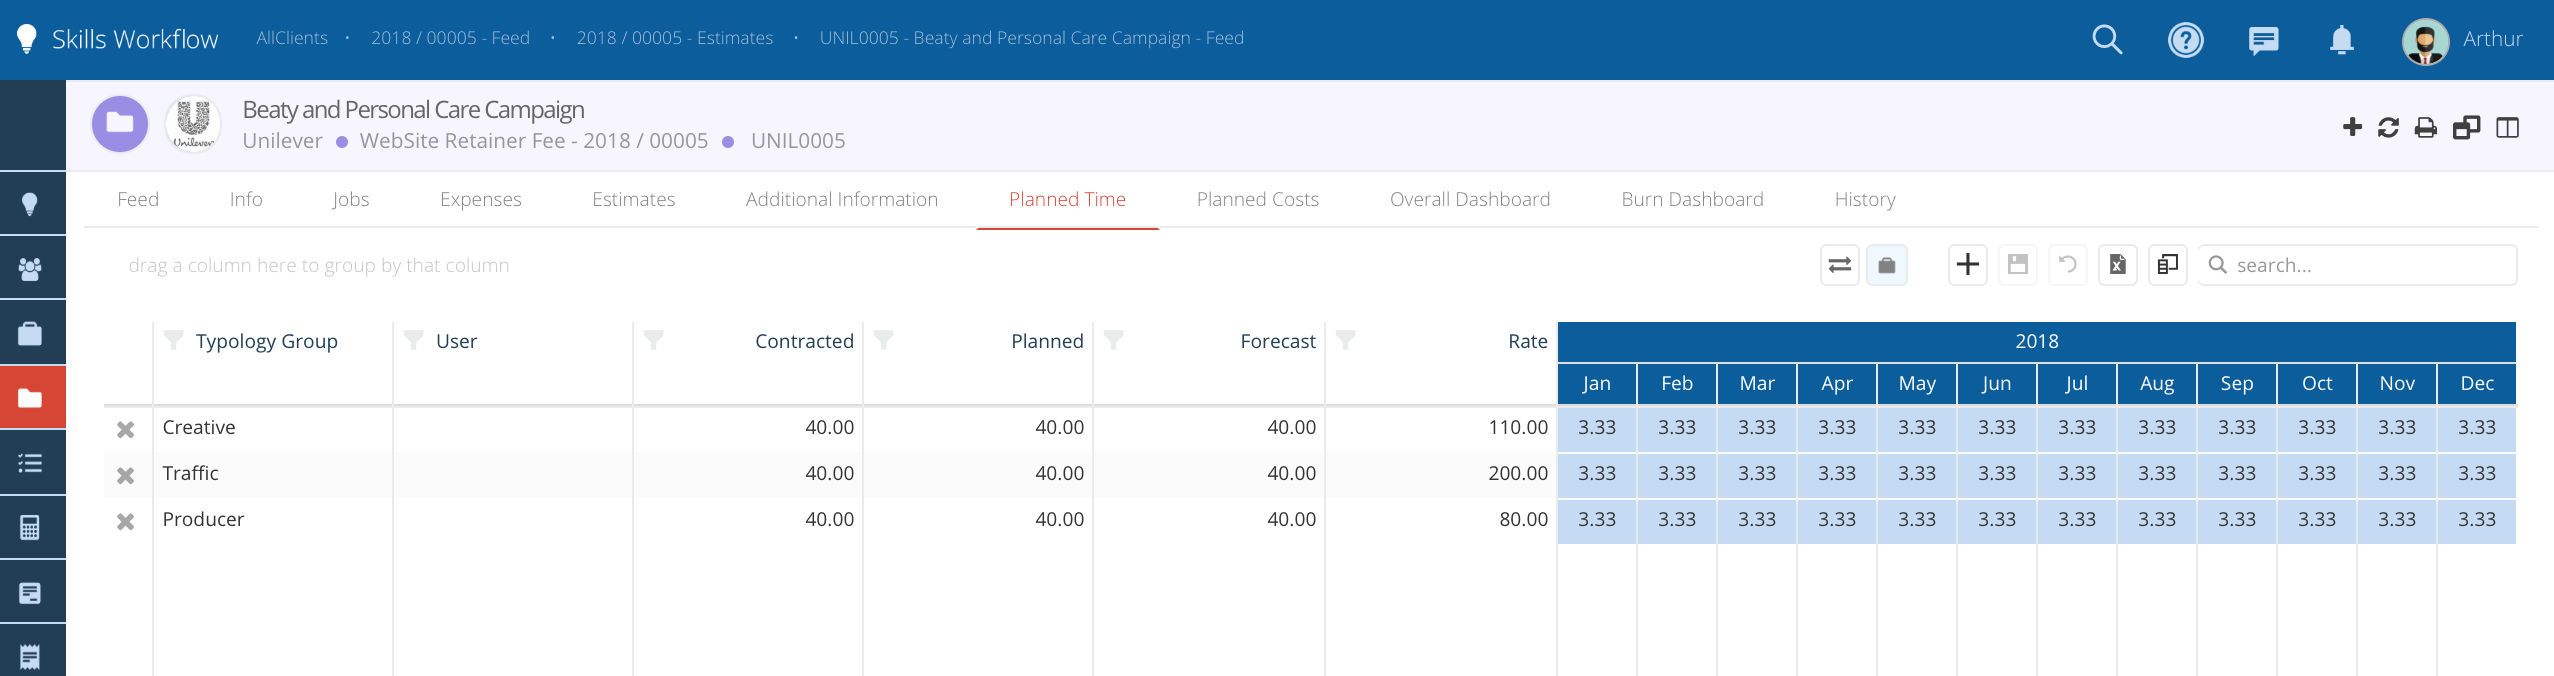 Skills Workflow AllClients • 2018 / 00005 - Feed • 2018 / 00005 - Estimates • UNIL0005 - Beaty and Personal Care Campaign - Feed ? Arthur
Unilever
Beaty and Personal Care Campaign
Unilever ● WebSite Retainer Fee - 2018 / 00005 ● UNIL0005
Feed Info Jobs Expenses Estimates Additional Information Planned Time Planned Costs Overall Dashboard Burn Dashboard History
drag a column here to group by that column search...
Typology Group User Contracted Planned Forecast Rate 2018
Jan Feb Mar Apr May Jun Jul Aug Sep Oct Nov Dec
Creative 40.00 40.00 40.00 110.00 3.33 3.33 3.33 3.33 3.33 3.33 3.33 3.33 3.33 3.33 3.33 3.33
Traffic 40.00 40.00 40.00 200.00 3.33 3.33 3.33 3.33 3.33 3.33 3.33 3.33 3.33 3.33 3.33 3.33
Producer 40.00 40.00 40.00 80.00 3.33 3.33 3.33 3.33 3.33 3.33 3.33 3.33 3.33 3.33 3.33 3.33